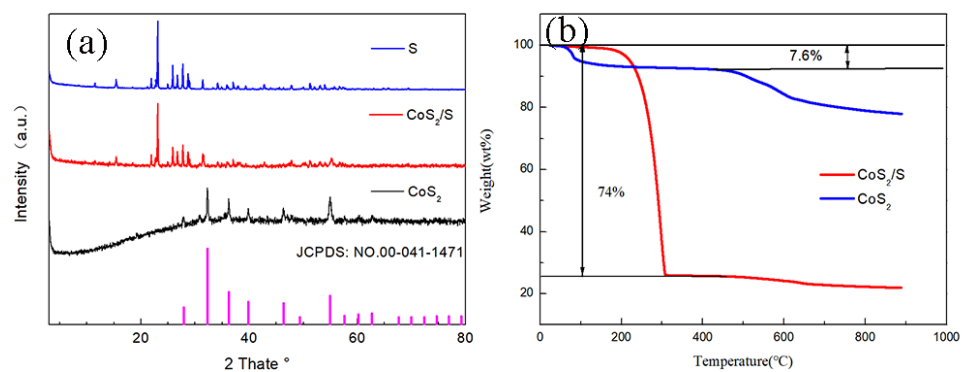 (a)
S
CoS2/S
CoS2
JCPDS: NO.00-041-1471
Intensity (a.u.)
20 40 60 80
2 Thate °
(b)
100
80
60
40
20
7.6%
74%
CoS2/S
CoS2
Weight(wt%)
0 200 400 600 800 1000
Temperature(℃)